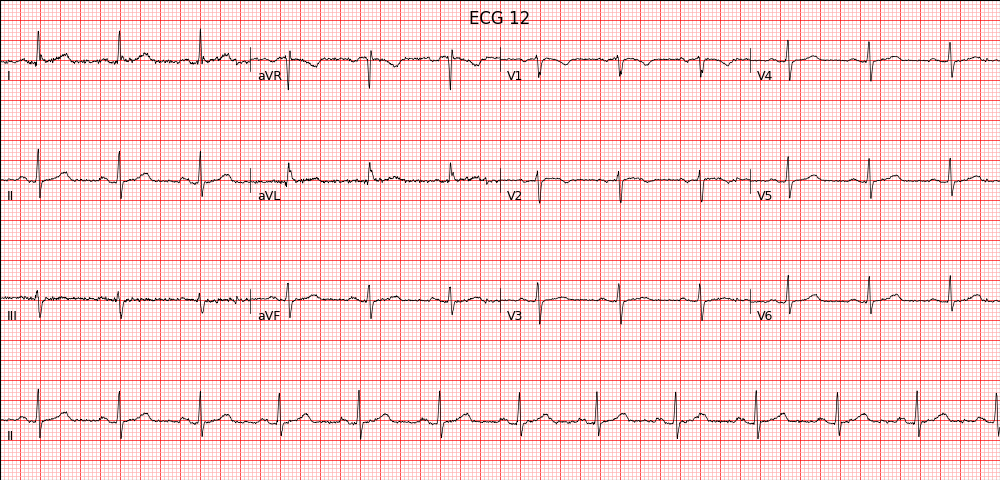 ECG 12
I aVR V1 V4
II aVL V2 V5
III aVF V3 V6
II